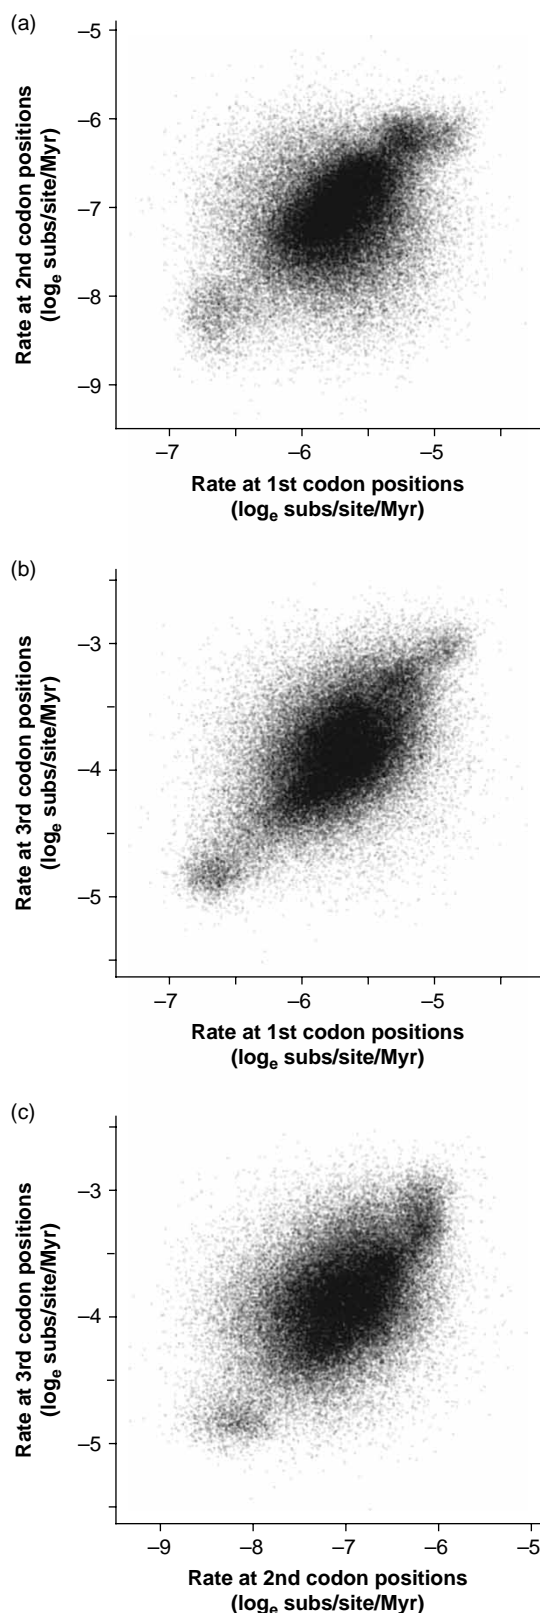 (a)
Rate at 2nd codon positions
(logₑ subs/site/Myr)
–5
–6
–7
–8
–9
–7 –6 –5
Rate at 1st codon positions
(logₑ subs/site/Myr)
(b)
Rate at 3rd codon positions
(logₑ subs/site/Myr)
–3
–4
–5
–7 –6 –5
Rate at 1st codon positions
(logₑ subs/site/Myr)
(c)
Rate at 3rd codon positions
(logₑ subs/site/Myr)
–3
–4
–5
–9 –8 –7 –6 –5
Rate at 2nd codon positions
(logₑ subs/site/Myr)